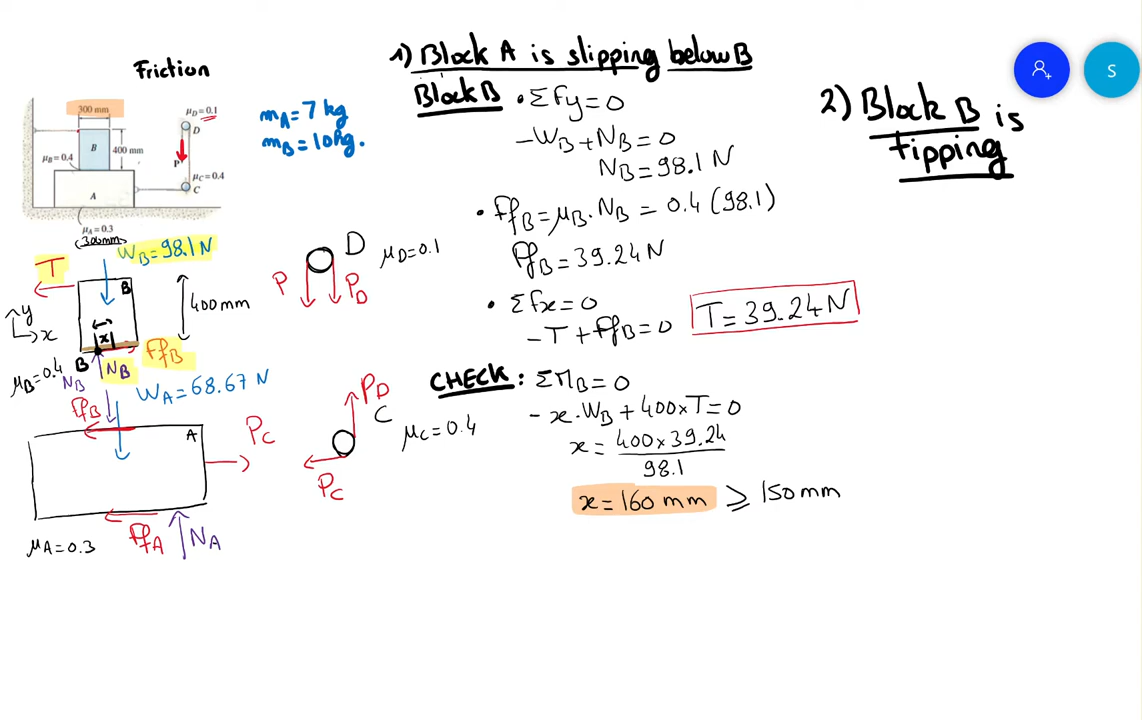 Friction
300 mm
μD = 0.1
D
B
400 mm
μB = 0.4
P
μC = 0.4
C
A
μA = 0.3
mA = 7 kg
mB = 10 kg.
300mm
WB = 98.1 N
T
B
y
x
400mm
x
FfB
B
μB = 0.4
NB
NB
D
μD = 0.1
P
PD
WA = 68.67 N
FfB
A
PC
PD
C
μC = 0.4
PC
FfA
NA
μA = 0.3
1) Block A is slipping below B
Block B
• ΣFy = 0
-WB + NB = 0
NB = 98.1 N
• FfB = μB . NB = 0.4 (98.1)
FfB = 39.24 N
• ΣFx = 0
-T + FfB = 0
T = 39.24 N
CHECK: ΣMB = 0
-x.WB + 400xT = 0
x = 400x39.24
98.1
x = 160 mm ≥ 150mm
2) Block B is
tipping
S